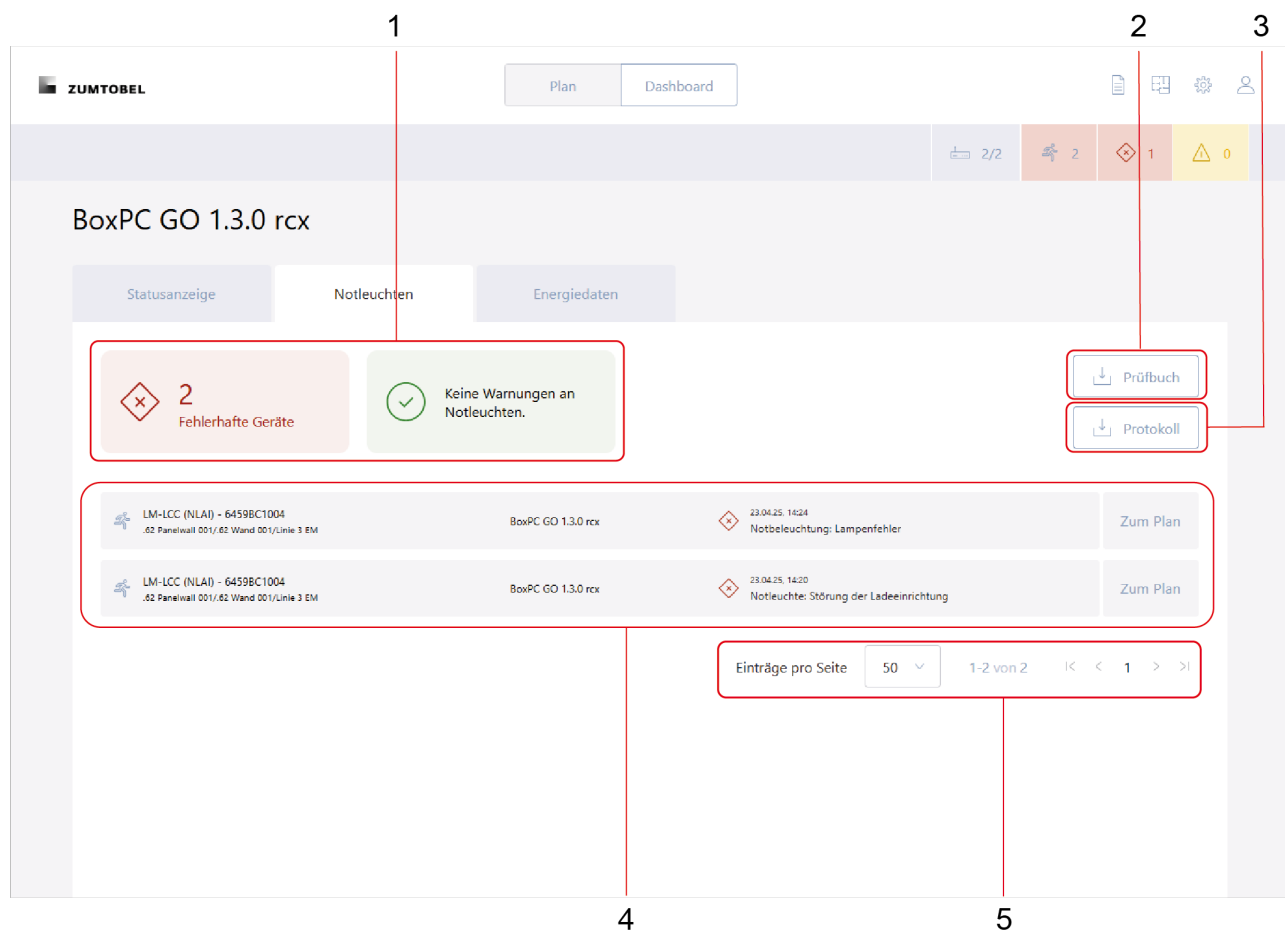 1
2
3
ZUMTOBEL
Plan
Dashboard
2/2
2
1
0
BoxPC GO 1.3.0 rcx
Statusanzeige
Notleuchten
Energiedaten
2
Fehlerhafte Geräte
Keine Warnungen an
Notleuchten.
Prüfbuch
Protokoll
LM-LCC (NLAI) - 6459BC1004
.62 Panelwall 001/.62 Wand 001/Linie 3 EM
BoxPC GO 1.3.0 rcx
23.04.25, 14:24
Notbeleuchtung: Lampenfehler
Zum Plan
LM-LCC (NLAI) - 6459BC1004
.62 Panelwall 001/.62 Wand 001/Linie 3 EM
BoxPC GO 1.3.0 rcx
23.04.25, 14:20
Notleuchte: Störung der Ladeeinrichtung
Zum Plan
Einträge pro Seite
50
1-2 von 2
1
4
5